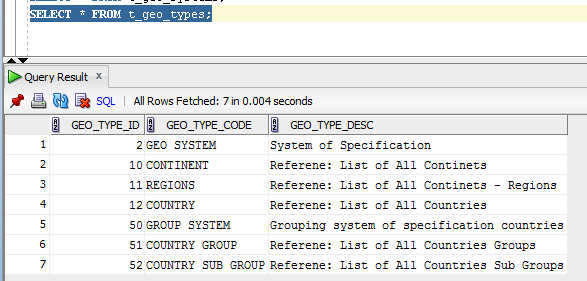 SELECT * FROM t_geo_types;
Query Result x
SQL | All Rows Fetched: 7 in 0.004 seconds
GEO_TYPE_ID GEO_TYPE_CODE GEO_TYPE_DESC
1 2 GEO SYSTEM System of Specification
2 10 CONTINENT Referene: List of All Continets
3 11 REGIONS Referene: List of All Continets - Regions
4 12 COUNTRY Referene: List of All Countries
5 50 GROUP SYSTEM Grouping system of specification countries
6 51 COUNTRY GROUP Referene: List of All Countries Groups
7 52 COUNTRY SUB GROUP Referene: List of All Countries Sub Groups